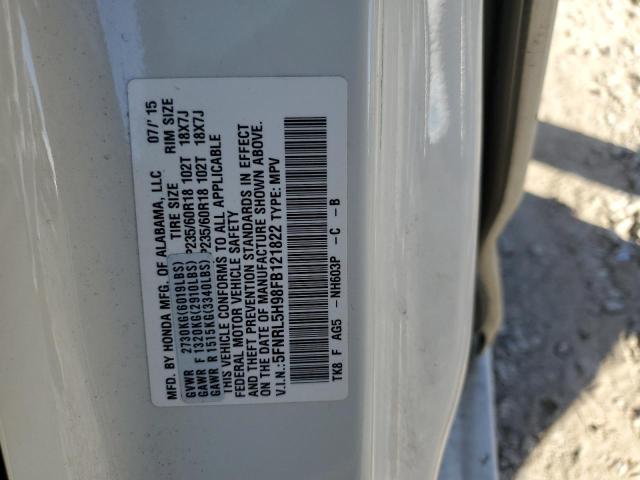 MFD. BY HONDA MFG. OF ALABAMA, LLC 07/'15
TIRE SIZE RIM SIZE
GVWR 2730KG(6010LBS)
GAWR F 1320KG(2910LBS) P235/60R18 102T 18X7J
GAWR R 1515KG(3340LBS) P235/60R18 102T 18X7J
THIS VEHICLE CONFORMS TO ALL APPLICABLE
FEDERAL MOTOR VEHICLE SAFETY
AND THEFT PREVENTION STANDARDS IN EFFECT
ON THE DATE OF MANUFACTURE SHOWN ABOVE.
V.I.N.:5FNRL5H98FB121822 TYPE: MPV
TK8 F AG5 -NH603P -C -B